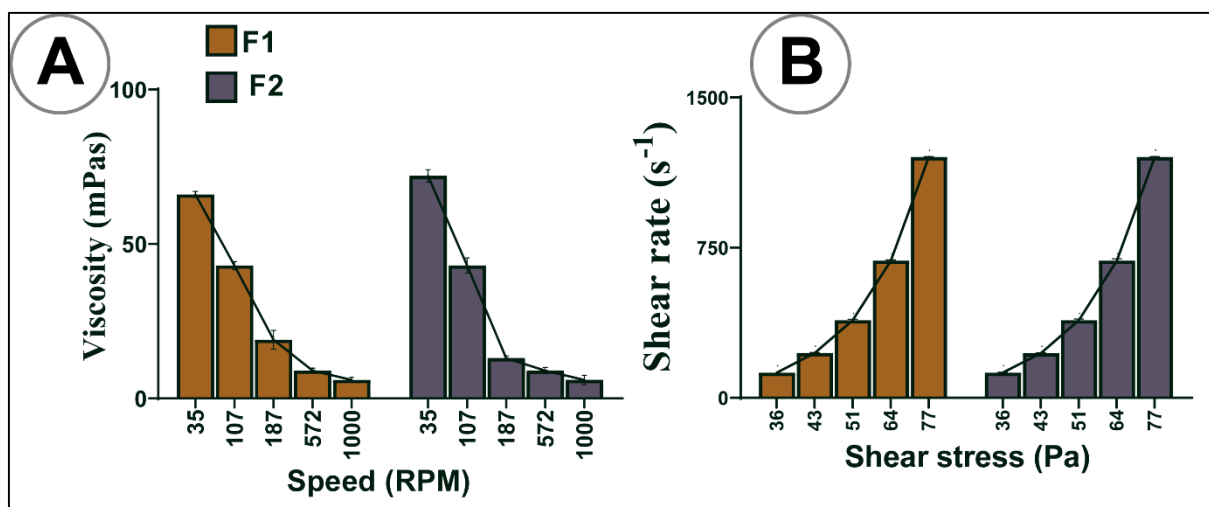 A
F1
F2
Viscosity (mPas)
100
50
0
35 107 187 572 1000 35 107 187 572 1000
Speed (RPM)
B
Shear rate (s⁻¹)
1500
750
0
36 43 51 64 77 36 43 51 64 77
Shear stress (Pa)